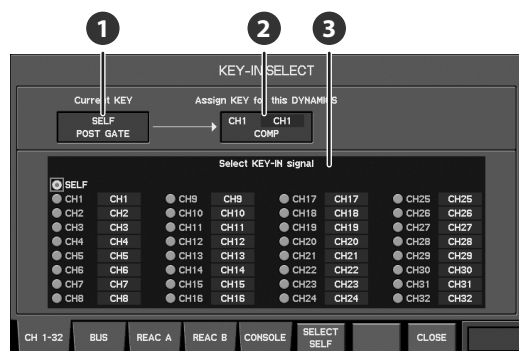 1 2 3
KEY-IN SELECT
Current KEY Assign KEY for this DYNAMICS
SELF CH1 CH1
POST GATE COMP
Select KEY-IN signal
SELF
CH1 CH1 CH9 CH9 CH17 CH17 CH25 CH25
CH2 CH2 CH10 CH10 CH18 CH18 CH26 CH26
CH3 CH3 CH11 CH11 CH19 CH19 CH27 CH27
CH4 CH4 CH12 CH12 CH20 CH20 CH28 CH28
CH5 CH5 CH13 CH13 CH21 CH21 CH29 CH29
CH6 CH6 CH14 CH14 CH22 CH22 CH30 CH30
CH7 CH7 CH15 CH15 CH23 CH23 CH31 CH31
CH8 CH8 CH16 CH16 CH24 CH24 CH32 CH32
CH 1-32 BUS REAC A REAC B CONSOLE SELECT SELF CLOSE